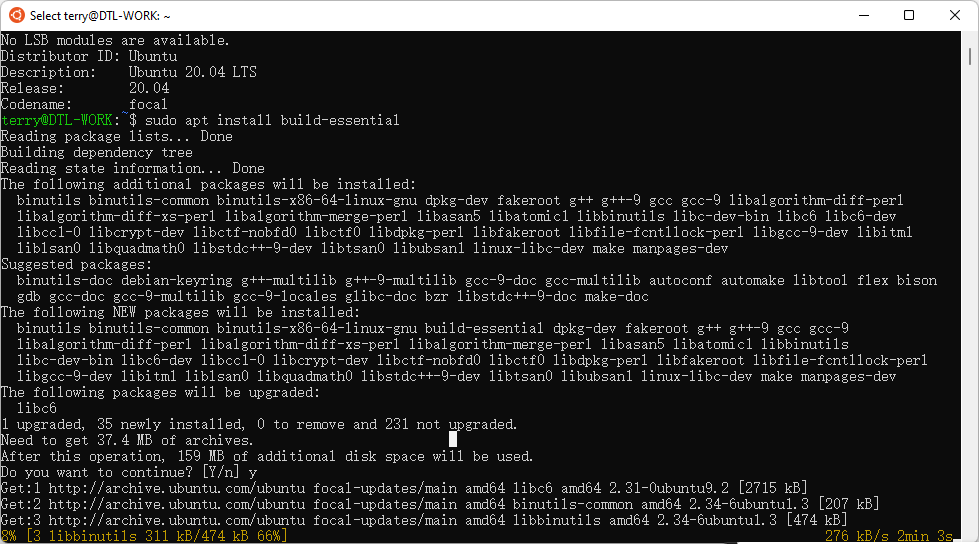 Select terry@DTL-WORK: ~
No LSB modules are available.
Distributor ID: Ubuntu
Description:    Ubuntu 20.04 LTS
Release:        20.04
Codename:       focal
terry@DTL-WORK:~$ sudo apt install build-essential
Reading package lists... Done
Building dependency tree
Reading state information... Done
The following additional packages will be installed:
  binutils binutils-common binutils-x86-64-linux-gnu dpkg-dev fakeroot g++ g++-9 gcc gcc-9 libalgorithm-diff-perl
  libalgorithm-diff-xs-perl libalgorithm-merge-perl libasan5 libatomic1 libbinutils libc-dev-bin libc6 libc6-dev
  libcc1-0 libcrypt-dev libctf-nobfd0 libctf0 libdpkg-perl libfakeroot libfile-fcntllock-perl libgcc-9-dev libitm1
  liblsan0 libquadmath0 libstdc++-9-dev libtsan0 libubsan1 linux-libc-dev make manpages-dev
Suggested packages:
  binutils-doc debian-keyring g++-multilib g++-9-multilib gcc-9-doc gcc-multilib autoconf automake libtool flex bison
  gdb gcc-doc gcc-9-multilib gcc-9-locales glibc-doc bzr libstdc++-9-doc make-doc
The following NEW packages will be installed:
  binutils binutils-common binutils-x86-64-linux-gnu build-essential dpkg-dev fakeroot g++ g++-9 gcc gcc-9
  libalgorithm-diff-perl libalgorithm-diff-xs-perl libalgorithm-merge-perl libasan5 libatomic1 libbinutils
  libc-dev-bin libc6-dev libcc1-0 libcrypt-dev libctf-nobfd0 libctf0 libdpkg-perl libfakeroot libfile-fcntllock-perl
  libgcc-9-dev libitm1 liblsan0 libquadmath0 libstdc++-9-dev libtsan0 libubsan1 linux-libc-dev make manpages-dev
The following packages will be upgraded:
  libc6
1 upgraded, 35 newly installed, 0 to remove and 231 not upgraded.
Need to get 37.4 MB of archives.
After this operation, 159 MB of additional disk space will be used.
Do you want to continue? [Y/n] y
Get:1 http://archive.ubuntu.com/ubuntu focal-updates/main amd64 libc6 amd64 2.31-0ubuntu9.2 [2715 kB]
Get:2 http://archive.ubuntu.com/ubuntu focal-updates/main amd64 binutils-common amd64 2.34-6ubuntu1.3 [207 kB]
Get:3 http://archive.ubuntu.com/ubuntu focal-updates/main amd64 libbinutils amd64 2.34-6ubuntu1.3 [474 kB]
8% [3 libbinutils 311 kB/474 kB 66%] 276 kB/s 2min 3s